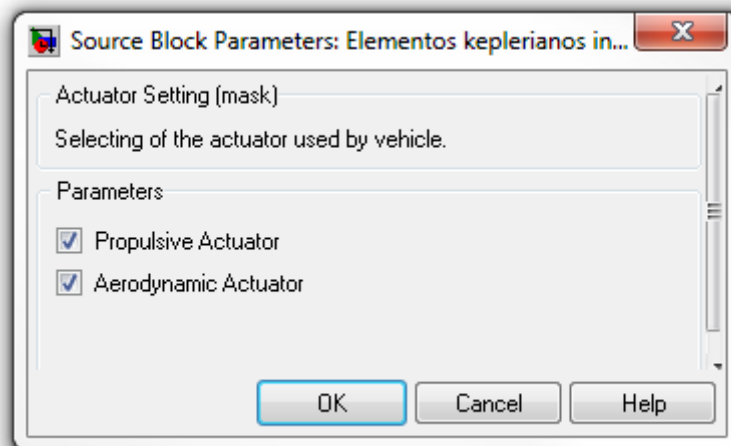 Source Block Parameters: Elementos keplerianos in...
Actuator Setting (mask)
Selecting of the actuator used by vehicle.
Parameters
Propulsive Actuator
Aerodynamic Actuator
OK Cancel Help